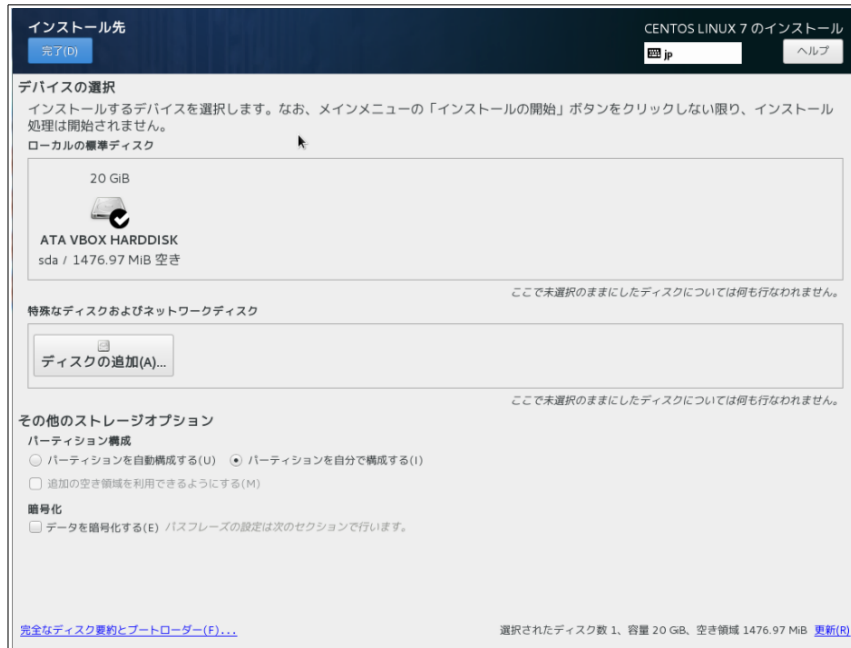 インストール先
CENTOS LINUX 7 のインストール
完了(D)
jp
ヘルプ
デバイスの選択
インストールするデバイスを選択します。なお、メインメニューの「インストールの開始」ボタンをクリックしない限り、インストール
処理は開始されません。
ローカルの標準ディスク
20 GiB
ATA VBOX HARDDISK
sda / 1476.97 MiB 空き
ここで未選択のままにしたディスクについては何も行なわれません。
特殊なディスクおよびネットワークディスク
ディスクの追加(A)...
ここで未選択のままにしたディスクについては何も行なわれません。
その他のストレージオプション
パーティション構成
パーティションを自動構成する(U) パーティションを自分で構成する(I)
追加の空き領域を利用できるようにする(M)
暗号化
データを暗号化する(E) パスフレーズの設定は次のセクションで行います。
完全なディスク要約とブートローダー(F)...
選択されたディスク数 1、容量 20 GiB、空き領域 1476.97 MiB 更新(R)